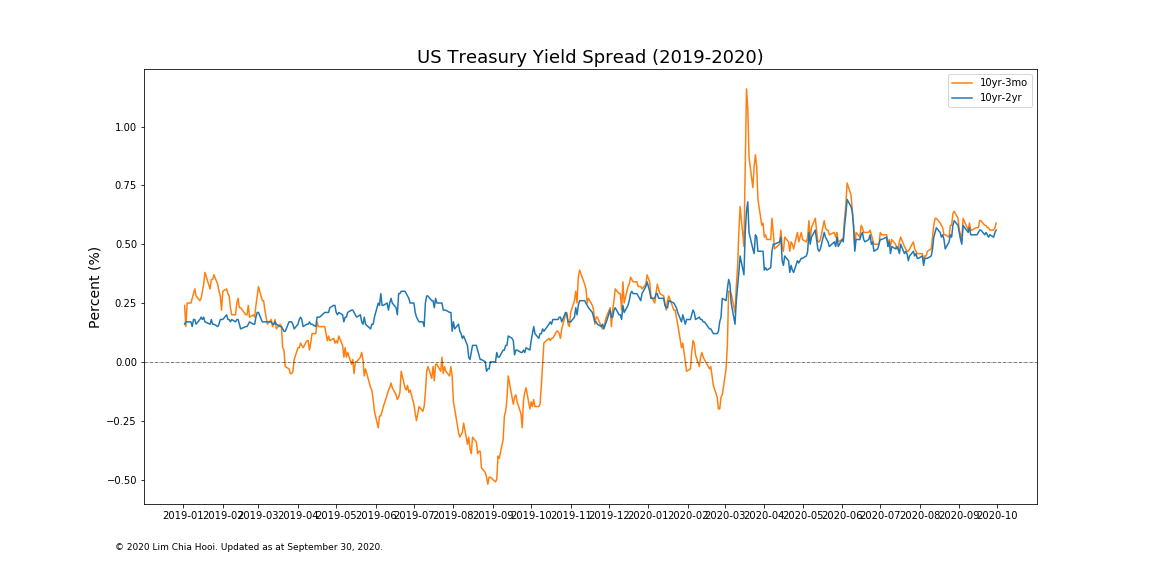 US Treasury Yield Spread (2019-2020)
10yr-3mo
10yr-2yr
Percent (%)
1.00
0.75
0.50
0.25
0.00
−0.25
−0.50
2019-01 2019-02 2019-03 2019-04 2019-05 2019-06 2019-07 2019-08 2019-09 2019-10 2019-11 2019-12 2020-01 2020-02 2020-03 2020-04 2020-05 2020-06 2020-07 2020-08 2020-09 2020-10
© 2020 Lim Chia Hooi. Updated as at September 30, 2020.